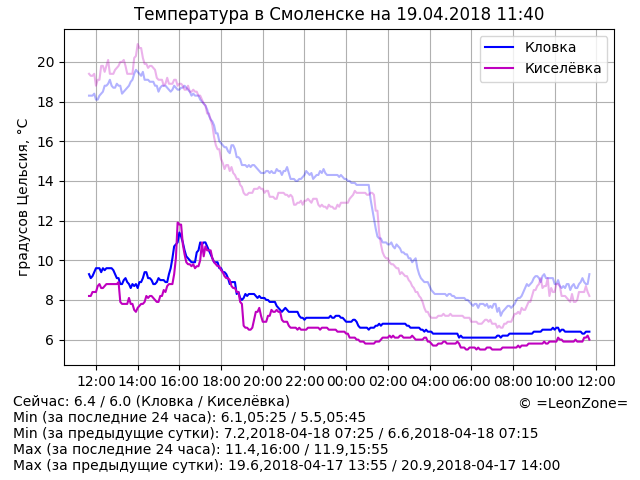 Температура в Смоленске на 19.04.2018 11:40
Кловка
Киселёвка
градусов Цельсия, °C
20
18
16
14
12
10
8
6
12:00 14:00 16:00 18:00 20:00 22:00 00:00 02:00 04:00 06:00 08:00 10:00 12:00
Сейчас: 6.4 / 6.0 (Кловка / Киселёвка)
© =LeonZone=
Min (за последние 24 часа): 6.1,05:25 / 5.5,05:45
Min (за предыдущие сутки): 7.2,2018-04-18 07:25 / 6.6,2018-04-18 07:15
Max (за последние 24 часа): 11.4,16:00 / 11.9,15:55
Max (за предыдущие сутки): 19.6,2018-04-17 13:55 / 20.9,2018-04-17 14:00